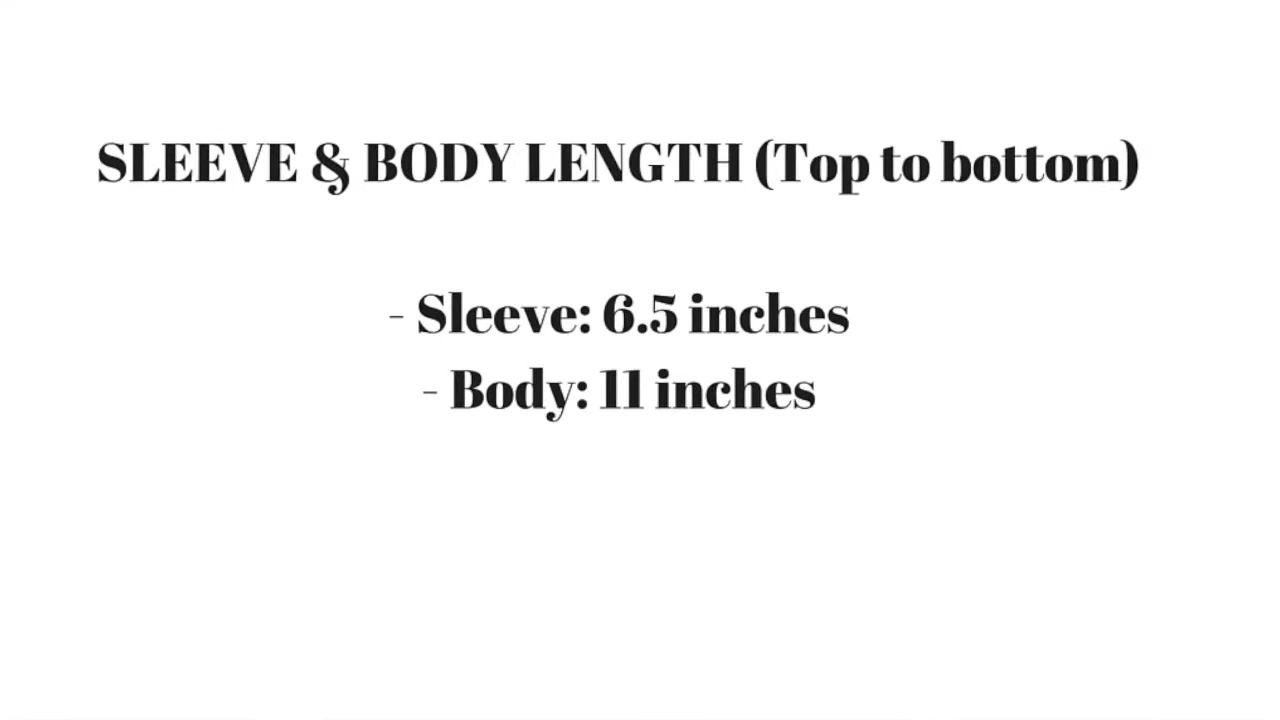 SLEEVE & BODY LENGTH (Top to bottom)
- Sleeve: 6.5 inches
- Body: 11 inches